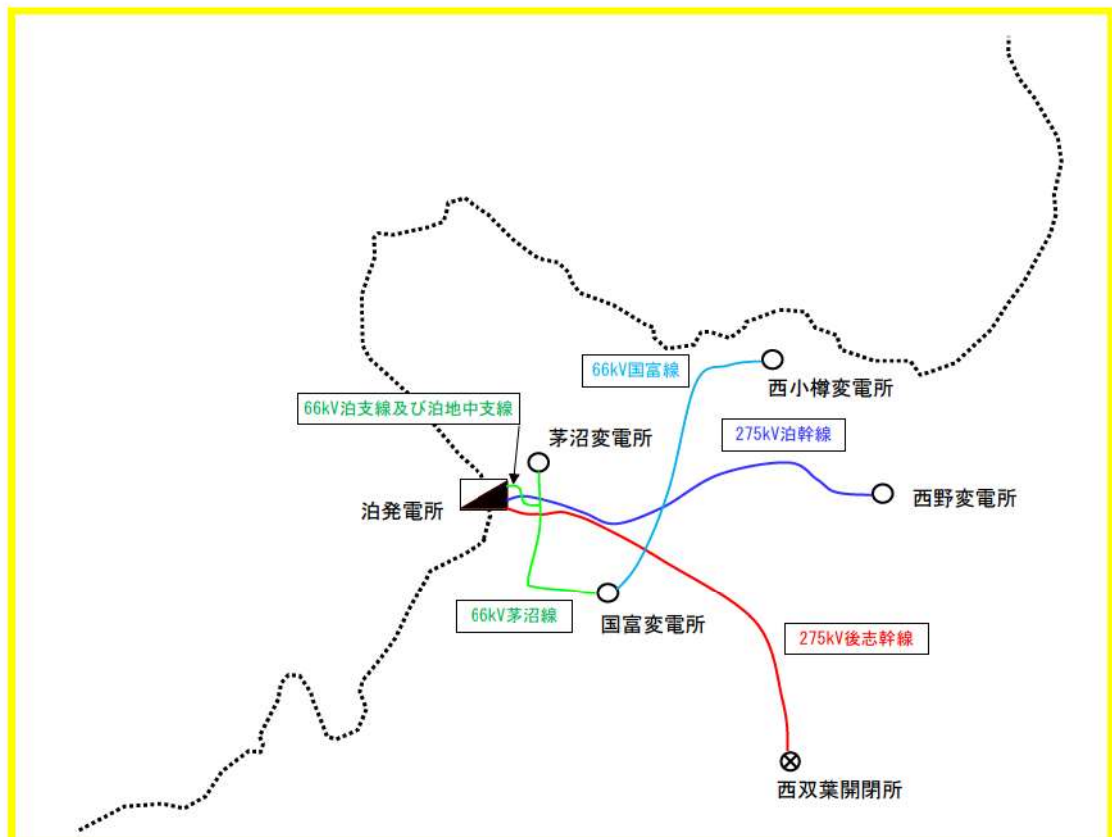 66kV国富線
西小樽変電所
66kV泊支線及び泊地中支線
茅沼変電所
275kV泊幹線
泊発電所
西野変電所
66kV茅沼線
国富変電所
275kV後志幹線
西双葉開閉所